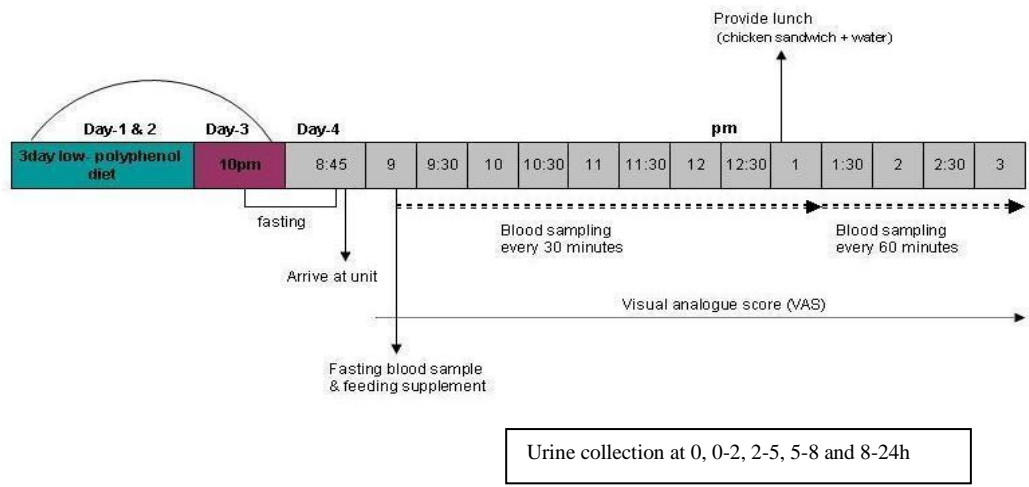 Provide lunch
(chicken sandwich + water)
Day-1 & 2 Day-3 Day-4 pm
3day low- polyphenol
diet
10pm 8:45 9 9:30 10 10:30 11 11:30 12 12:30 1 1:30 2 2:30 3
fasting
Blood sampling
every 30 minutes
Blood sampling
every 60 minutes
Arrive at unit
Visual analogue score (VAS)
Fasting blood sample
& feeding supplement
Urine collection at 0, 0-2, 2-5, 5-8 and 8-24h